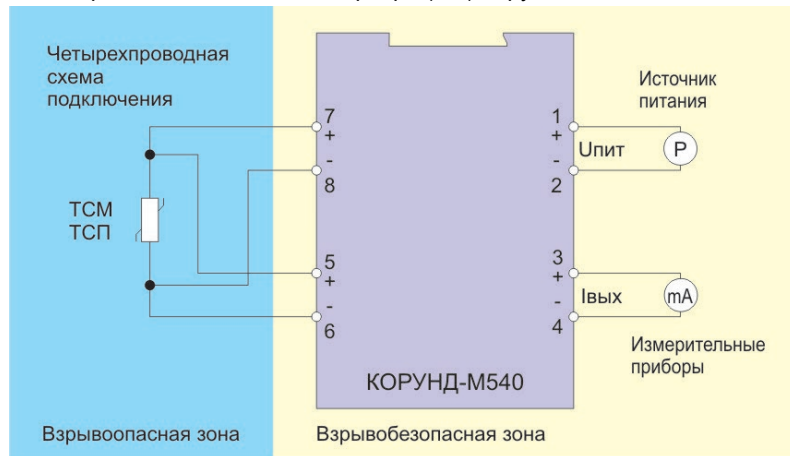 Четырехпроводная
схема
подключения
ТСМ
ТСП
Взрывоопасная зона
7
+
-
8
5
+
-
6
1
+
-
2
3
+
-
4
КОРУНД-М540
Источник
питания
Uпит
P
Iвых
mA
Измерительные
приборы
Взрывобезопасная зона